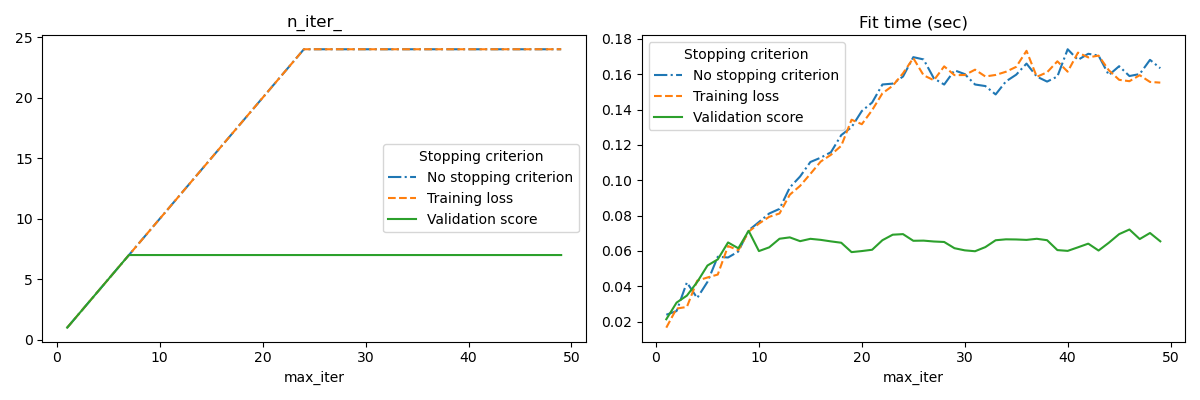 n_iter_
25
20
15
10
5
0
Stopping criterion
No stopping criterion
Training loss
Validation score
0
10
20
30
40
50
max_iter
Fit time (sec)
0.18
0.16
0.14
0.12
0.10
0.08
0.06
0.04
0.02
Stopping criterion
No stopping criterion
Training loss
Validation score
0
10
20
30
40
50
max_iter